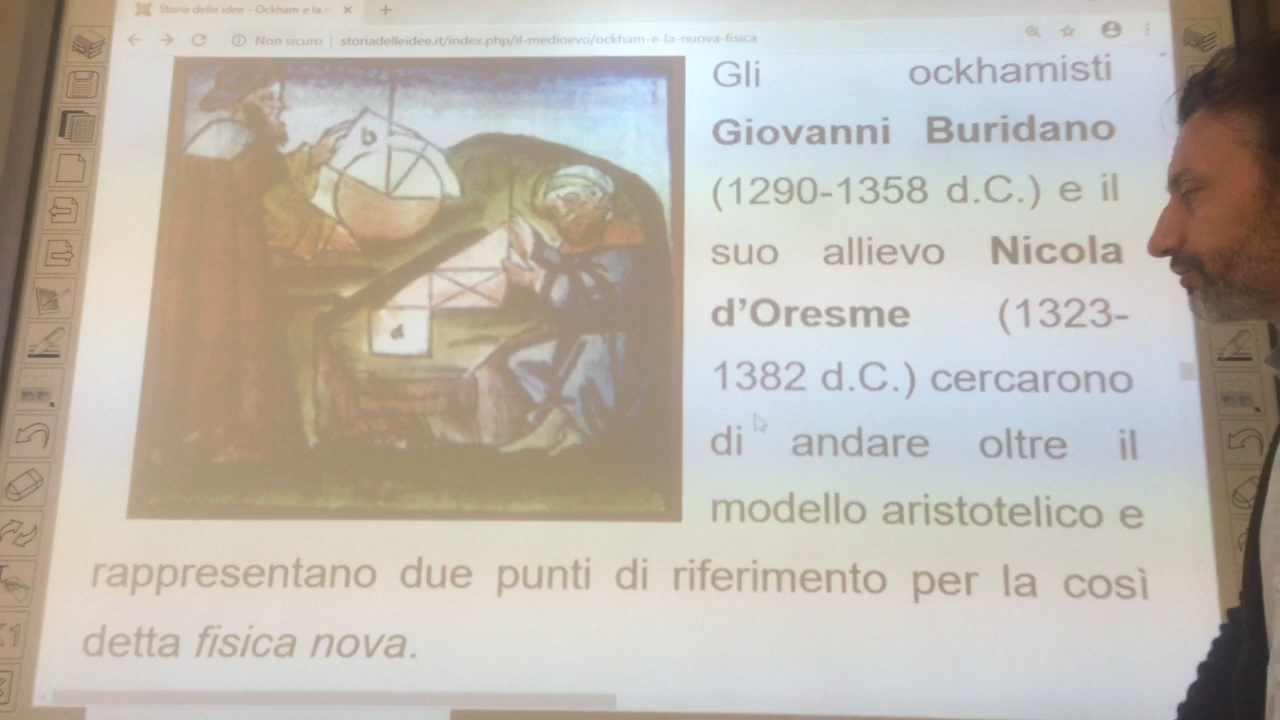 Storia delle idee - Ockham e la n
Non sicuro | storiadelleidee.it/index.php/il-medioevo/ockham-e-la-nuova-fisica
b
a
Gli ockhamisti
Giovanni Buridano
(1290-1358 d.C.) e il
suo allievo Nicola
d'Oresme (1323-
1382 d.C.) cercarono
di andare oltre il
modello aristotelico e
rappresentano due punti di riferimento per la così
detta fisica nova.